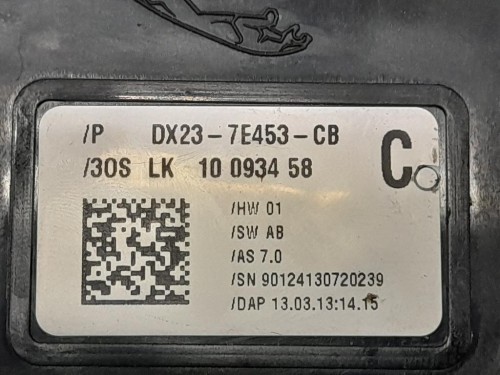 /P DX23-7E453-CB
/30S LK 10 0934 58
C
/HW 01
/SW AB
/AS 7.0
/SN 90124130720239
/DAP 13.03.13:14.15